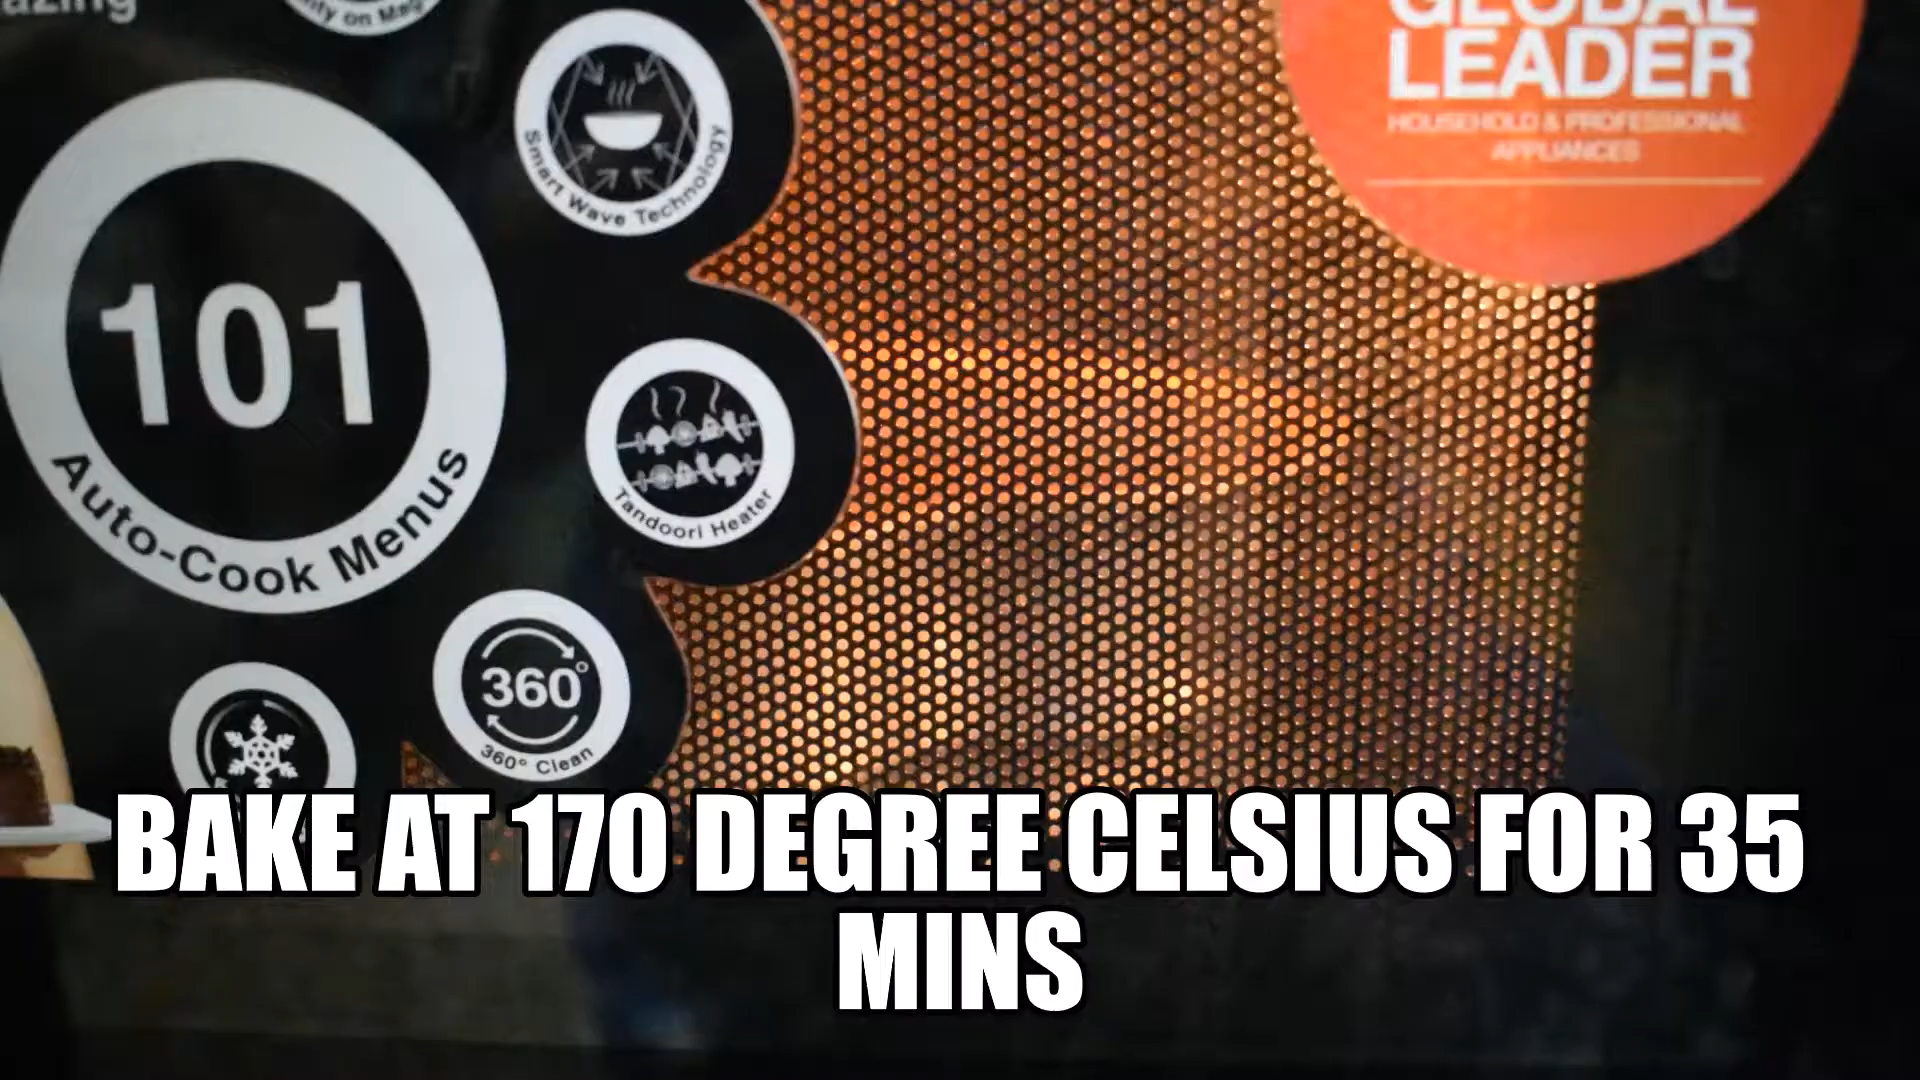 GLOBAL
LEADER
HOUSEHOLD & PROFESSIONAL
APPLIANCES
Smart Wave Technology
101
Auto-Cook Menus
Tandoori Heater
360°
360° Clean
BAKE AT 170 DEGREE CELSIUS FOR 35
MINS